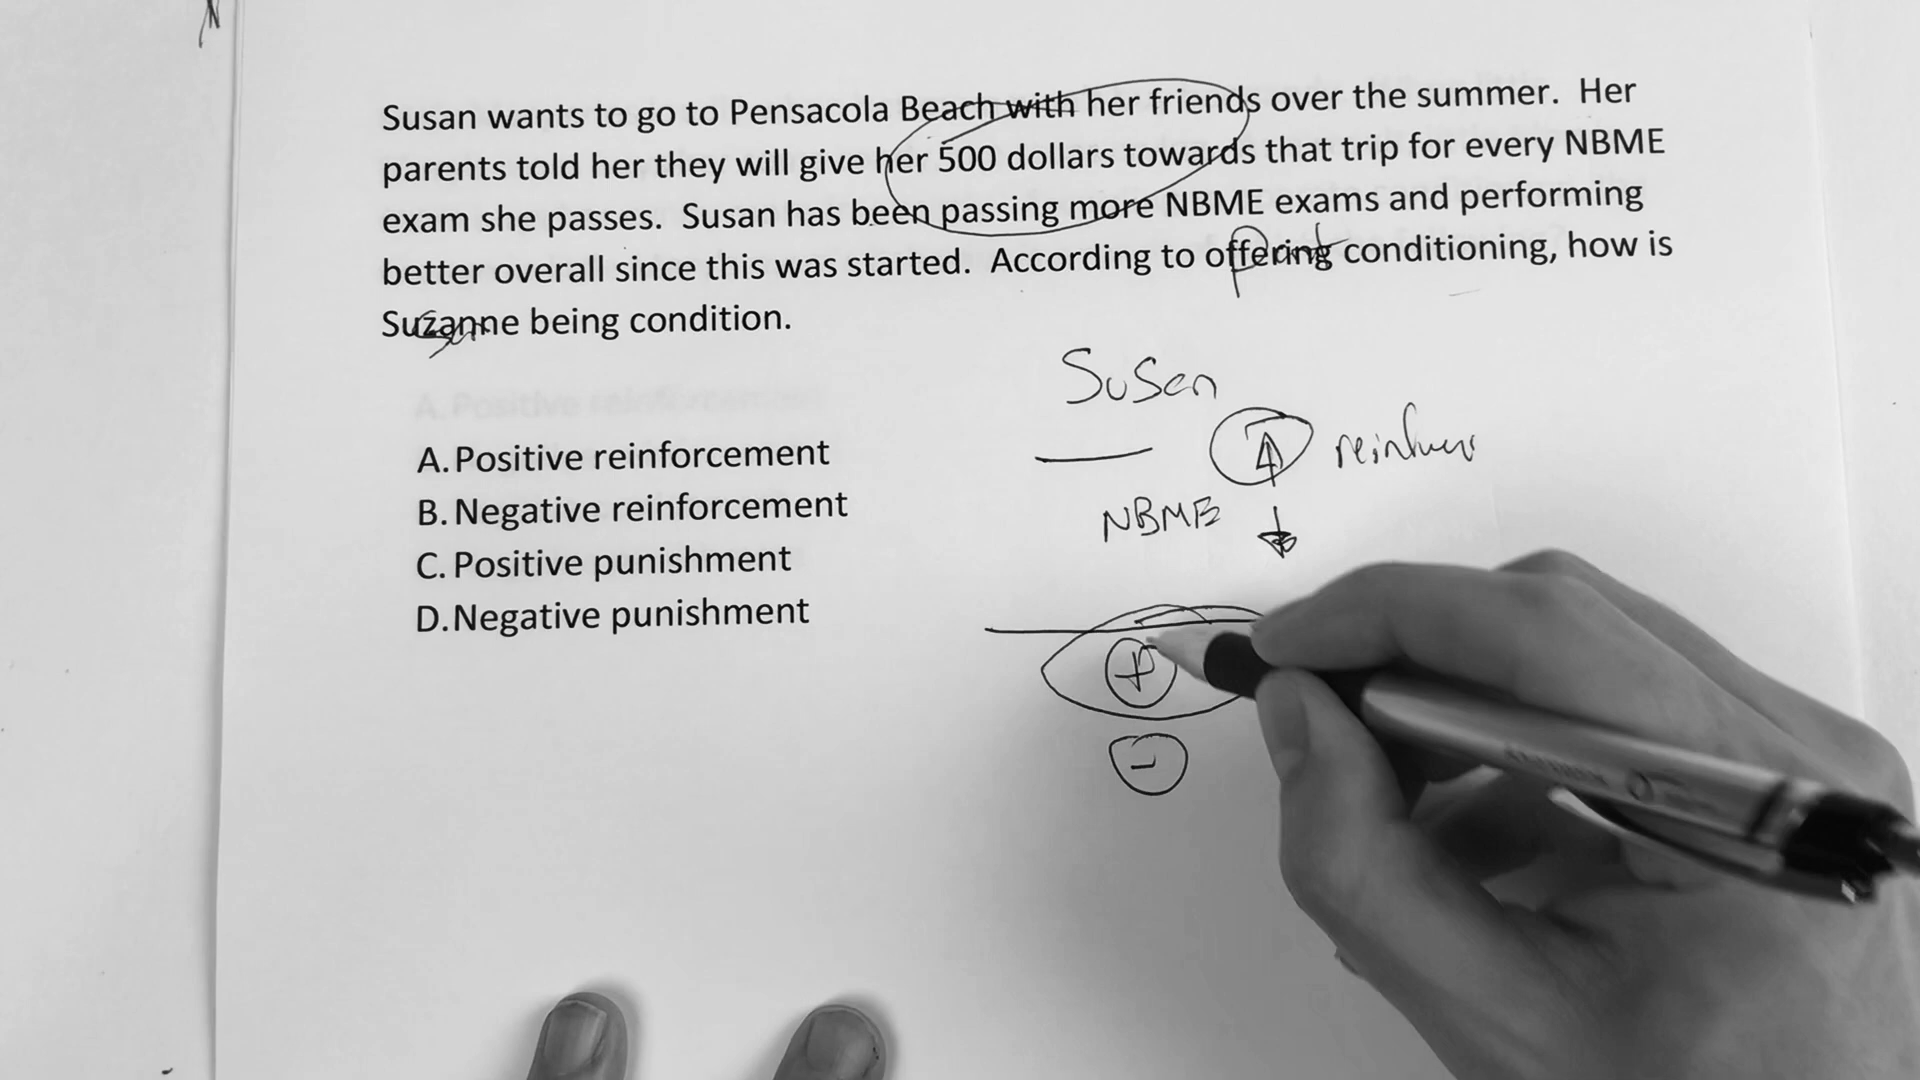 Susan wants to go to Pensacola Beach with her friends over the summer. Her
parents told her they will give her 500 dollars towards that trip for every NBME
exam she passes. Susan has been passing more NBME exams and performing
better overall since this was started. According to offering conditioning, how is
Suzanne being condition.
Susan
A. Positive reinforcement
B. Negative reinforcement
C. Positive punishment
D. Negative punishment
NBME
+
-